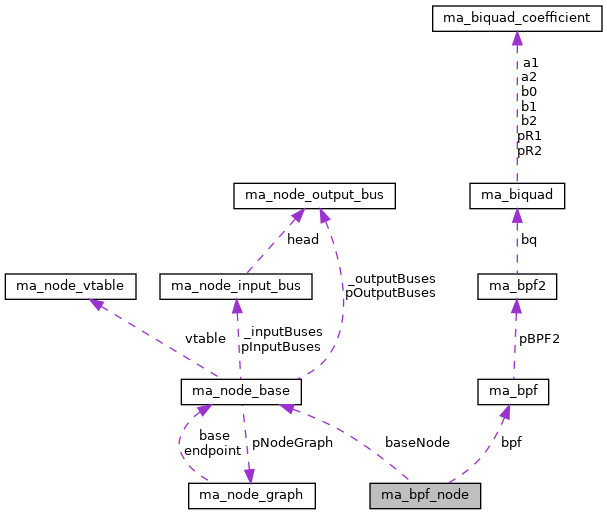 ma_biquad_coefficient
a1
a2
b0
b1
b2
pR1
pR2
ma_node_output_bus
ma_biquad
head
bq
ma_node_vtable
ma_node_input_bus
_outputBuses
pOutputBuses
ma_bpf2
vtable
_inputBuses
pInputBuses
pBPF2
ma_node_base
ma_bpf
base
endpoint
pNodeGraph
baseNode
bpf
ma_node_graph
ma_bpf_node